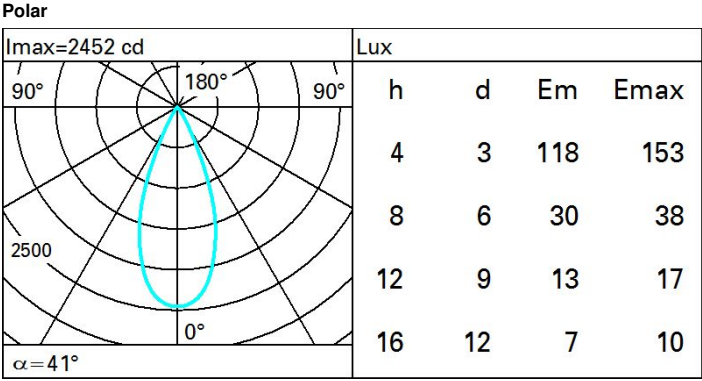 Polar
Imax=2452 cd
Lux
90° 180° 90°
2500
0°
α=41°
h d Em Emax
4 3 118 153
8 6 30 38
12 9 13 17
16 12 7 10